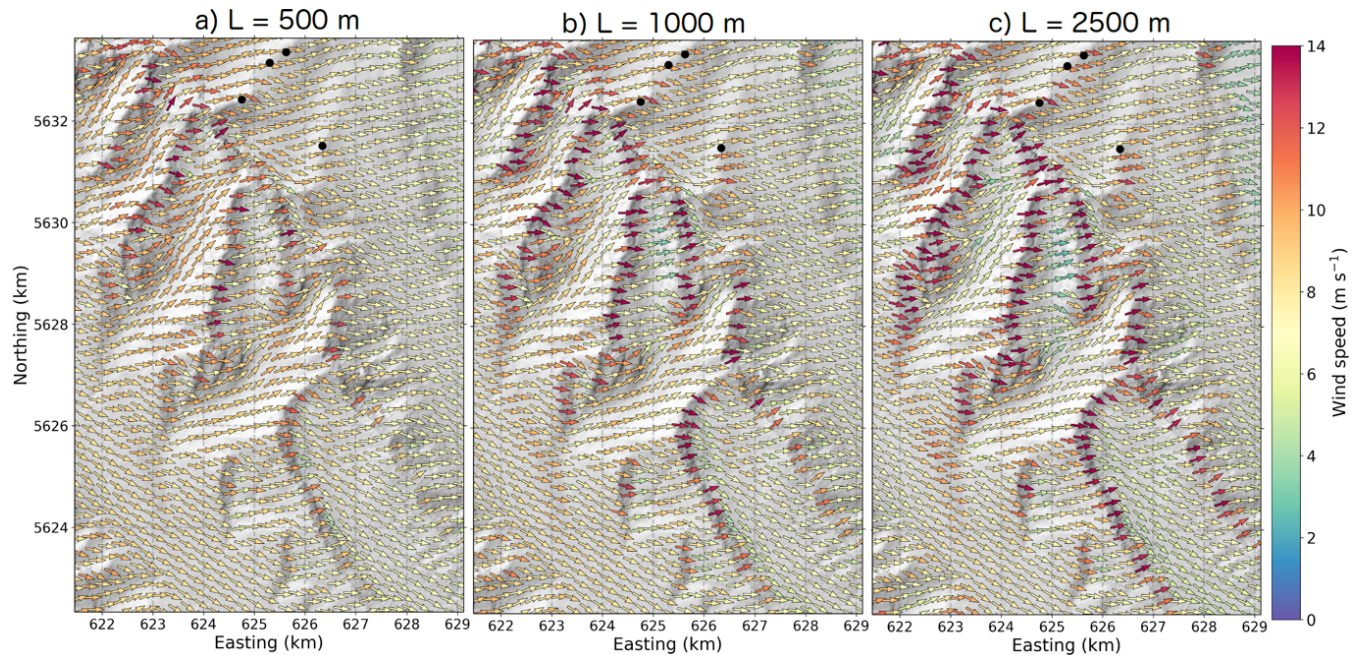 a) L = 500 m
b) L = 1000 m
c) L = 2500 m
14
12
10
8
6
4
2
0
Wind speed (m s⁻¹)
5632
5630
5628
5626
5624
Northing (km)
622 623 624 625 626 627 628 629
622 623 624 625 626 627 628 629
622 623 624 625 626 627 628 629
Easting (km)
Easting (km)
Easting (km)